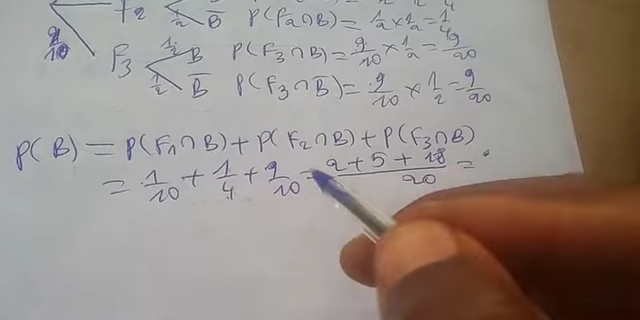 F2 1/2 B̅ P(F2∩B̅) = 1/2 × 1/2 = 1/4
9/10 F3 1/2 B P(F3∩B) = 9/10 × 1/2 = 9/20
1/2 B̅ P(F3∩B̅) = 9/10 × 1/2 = 9/20
P(B) = P(F1∩B) + P(F2∩B) + P(F3∩B)
= 1/10 + 1/4 + 9/10 = (2 + 5 + 18)/20 =